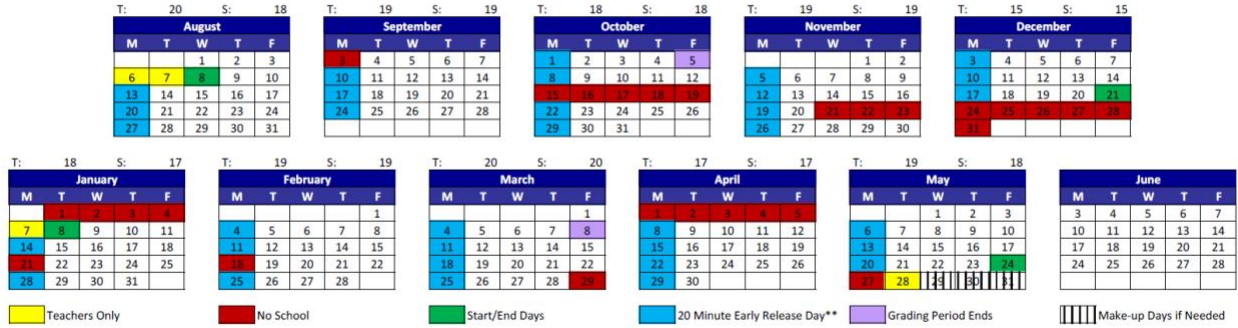 T: 20 S: 18 T: 19 S: 19 T: 18 S: 18 T: 19 S: 19 T: 15 S: 15
August September October November December
M T W T F M T W T F M T W T F M T W T F M T W T F
1 2 3 3 4 5 6 7 1 2 3 4 5 1 2 3 4 5 6 7
6 7 8 9 10 10 11 12 13 14 8 9 10 11 12 5 6 7 8 9 10 11 12 13 14
13 14 15 16 17 17 18 19 20 21 15 16 17 18 19 12 13 14 15 16 17 18 19 20 21
20 21 22 23 24 24 25 26 27 28 22 23 24 25 26 19 20 21 22 23 24 25 26 27 28
27 28 29 30 31 29 30 31 26 27 28 29 30 31
T: 18 S: 17 T: 19 S: 19 T: 20 S: 20 T: 17 S: 17 T: 19 S: 18
January February March April May June
M T W T F M T W T F M T W T F M T W T F M T W T F M T W T F
1 2 3 4 1 1 1 2 3 4 5 1 2 3 3 4 5 6 7
7 8 9 10 11 4 5 6 7 8 4 5 6 7 8 8 9 10 11 12 6 7 8 9 10 10 11 12 13 14
14 15 16 17 18 11 12 13 14 15 11 12 13 14 15 15 16 17 18 19 13 14 15 16 17 17 18 19 20 21
21 22 23 24 25 18 19 20 21 22 18 19 20 21 22 22 23 24 25 26 20 21 22 23 24 24 25 26 27 28
28 29 30 31 25 26 27 28 25 26 27 28 29 29 30 27 28 29 30 31
Teachers Only No School Start/End Days 20 Minute Early Release Day** Grading Period Ends Make-up Days if Needed